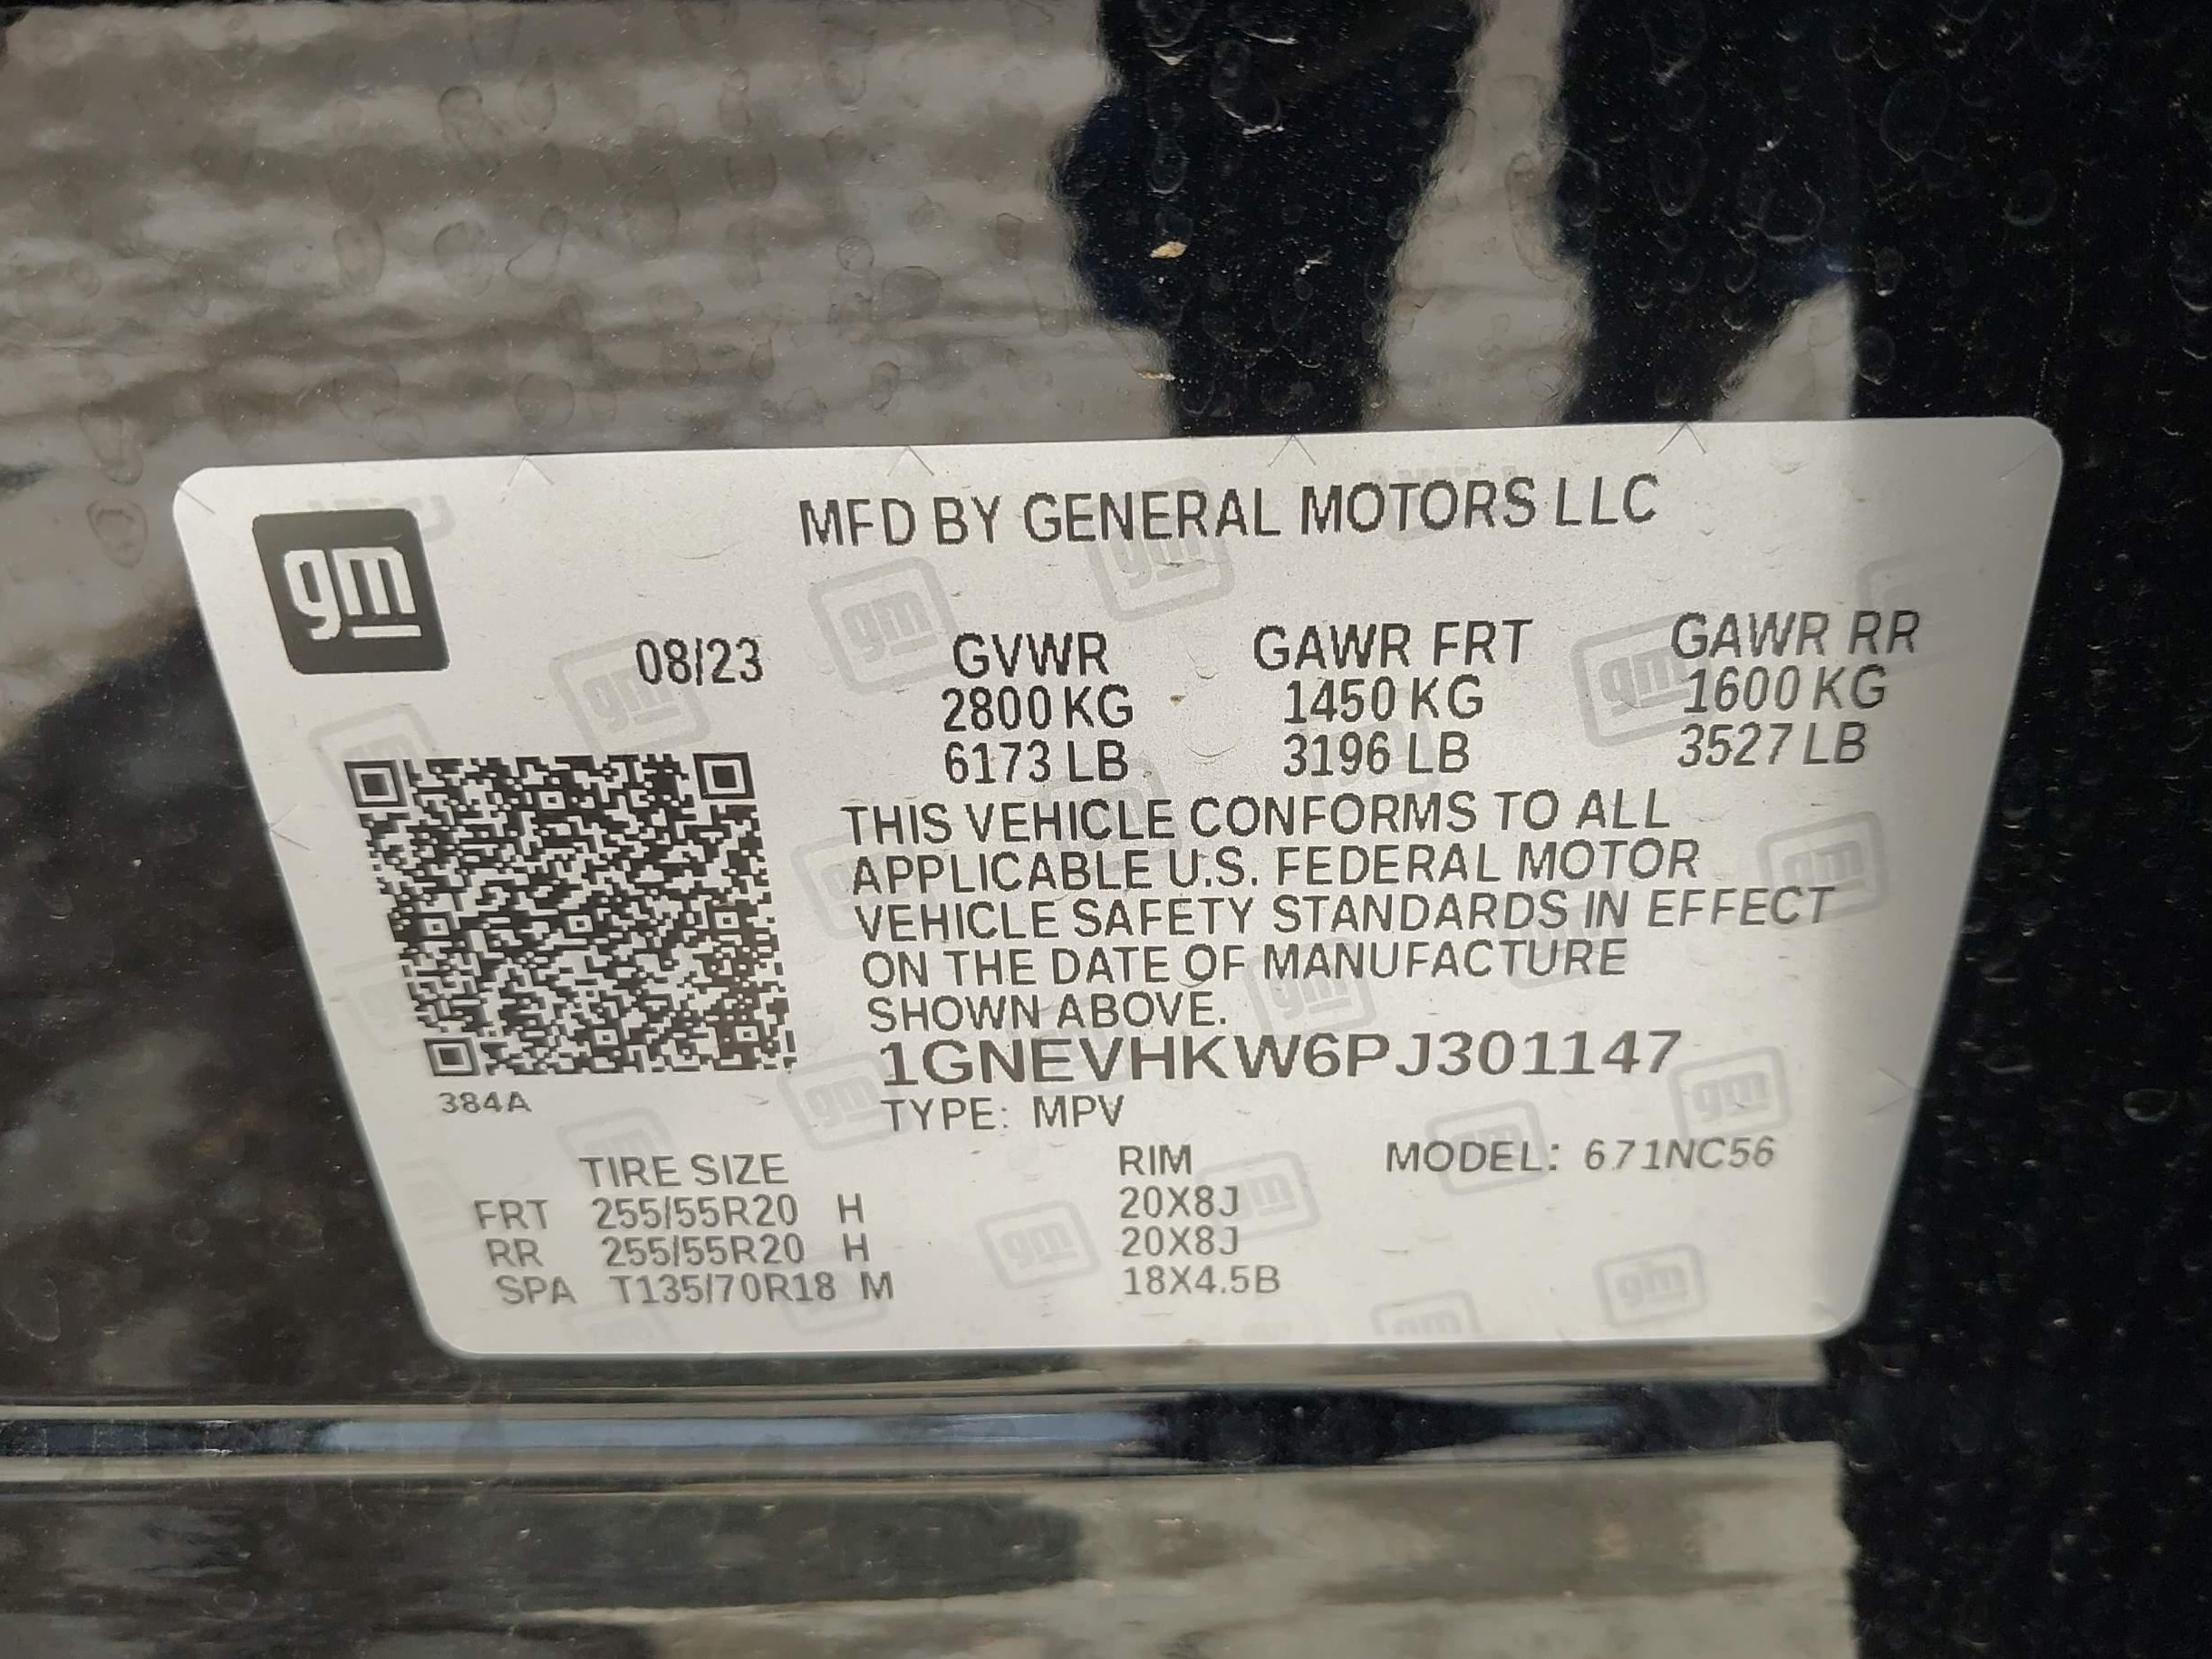 gm
MFD BY GENERAL MOTORS LLC
08/23 GVWR GAWR FRT GAWR RR
2800 KG 1450 KG 1600 KG
6173 LB 3196 LB 3527 LB
THIS VEHICLE CONFORMS TO ALL
APPLICABLE U.S. FEDERAL MOTOR
VEHICLE SAFETY STANDARDS IN EFFECT
ON THE DATE OF MANUFACTURE
SHOWN ABOVE.
1GNEVHKW6PJ301147
384A
TYPE: MPV
TIRE SIZE RIM MODEL: 671NC56
FRT 255/55R20 H 20X8J
RR 255/55R20 H 20X8J
SPA T135/70R18 M 18X4.5B